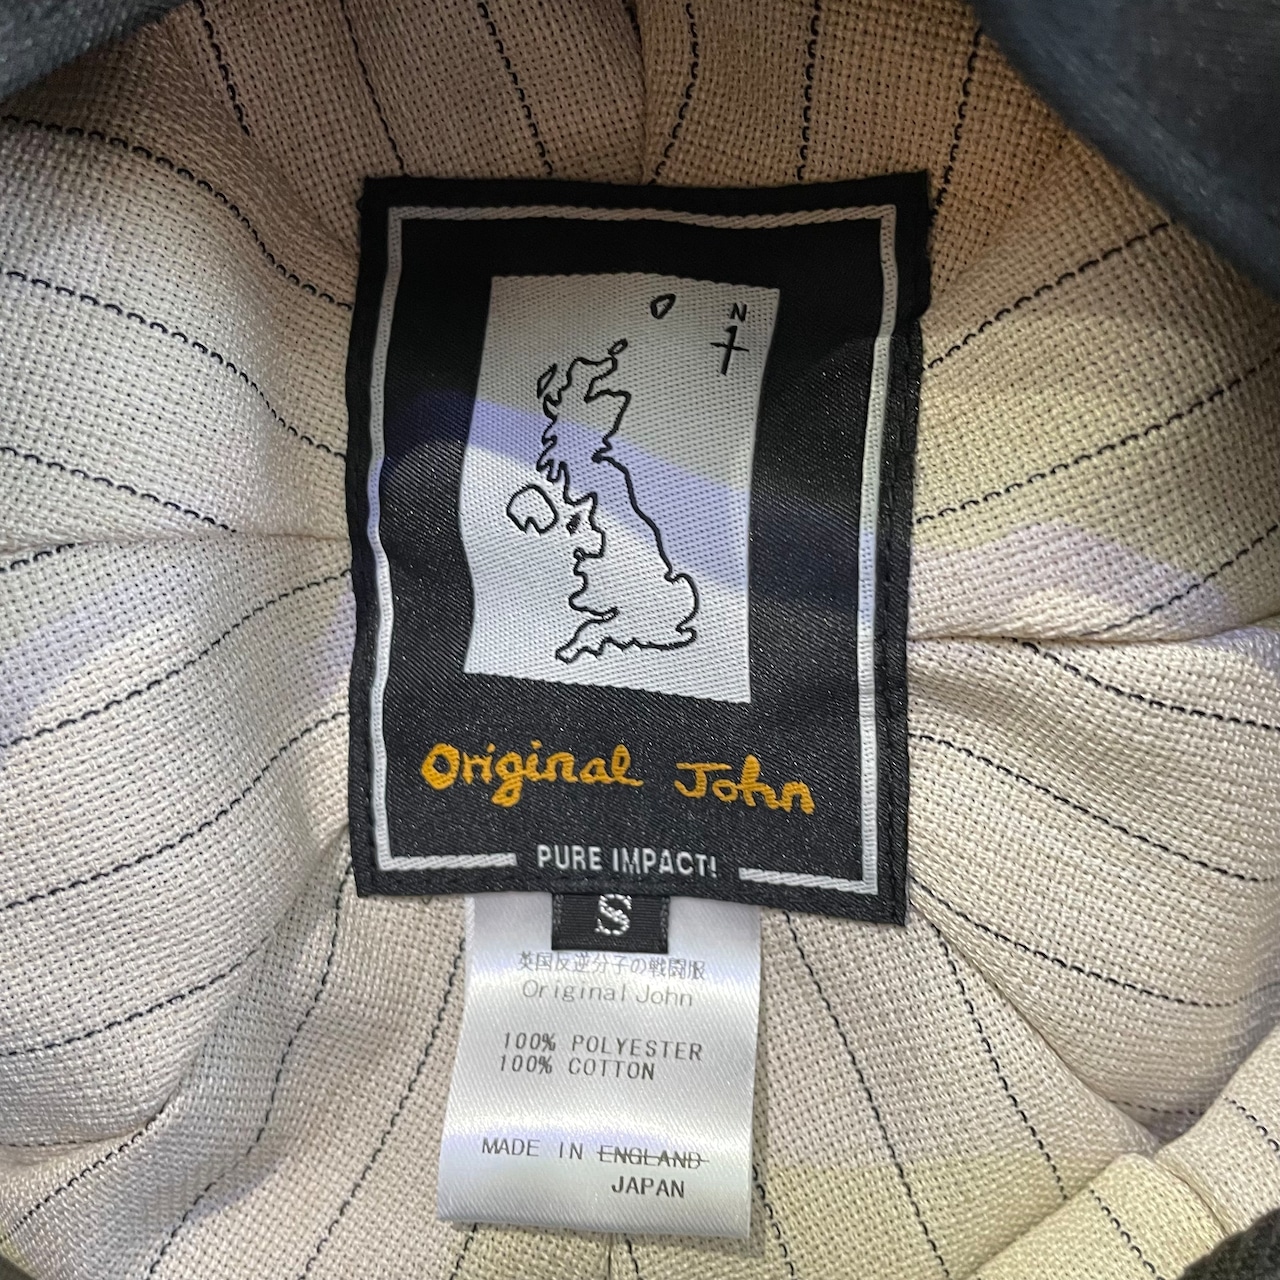 N
Original John
PURE IMPACT!
S
英国反逆分子の戦闘服
Original John
100% POLYESTER
100% COTTON
MADE IN ENGLAND
JAPAN